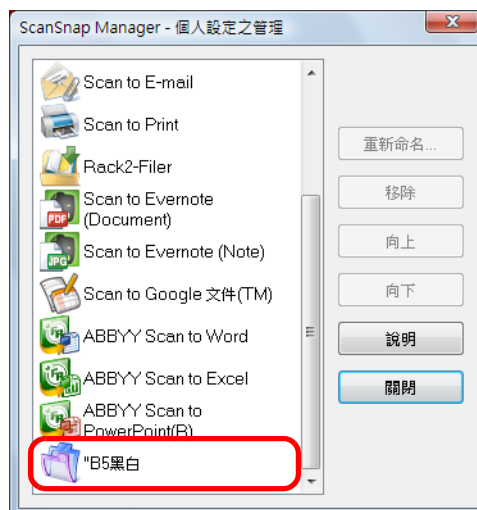 ScanSnap Manager - 個人設定之管理
Scan to E-mail
Scan to Print
Rack2-Filer
Scan to Evernote
(Document)
Scan to Evernote (Note)
Scan to Google 文件(TM)
ABBYY Scan to Word
ABBYY Scan to Excel
ABBYY Scan to
PowerPoint(R)
"B5黑白
重新命名...
移除
向上
向下
說明
關閉
PDF
JPG